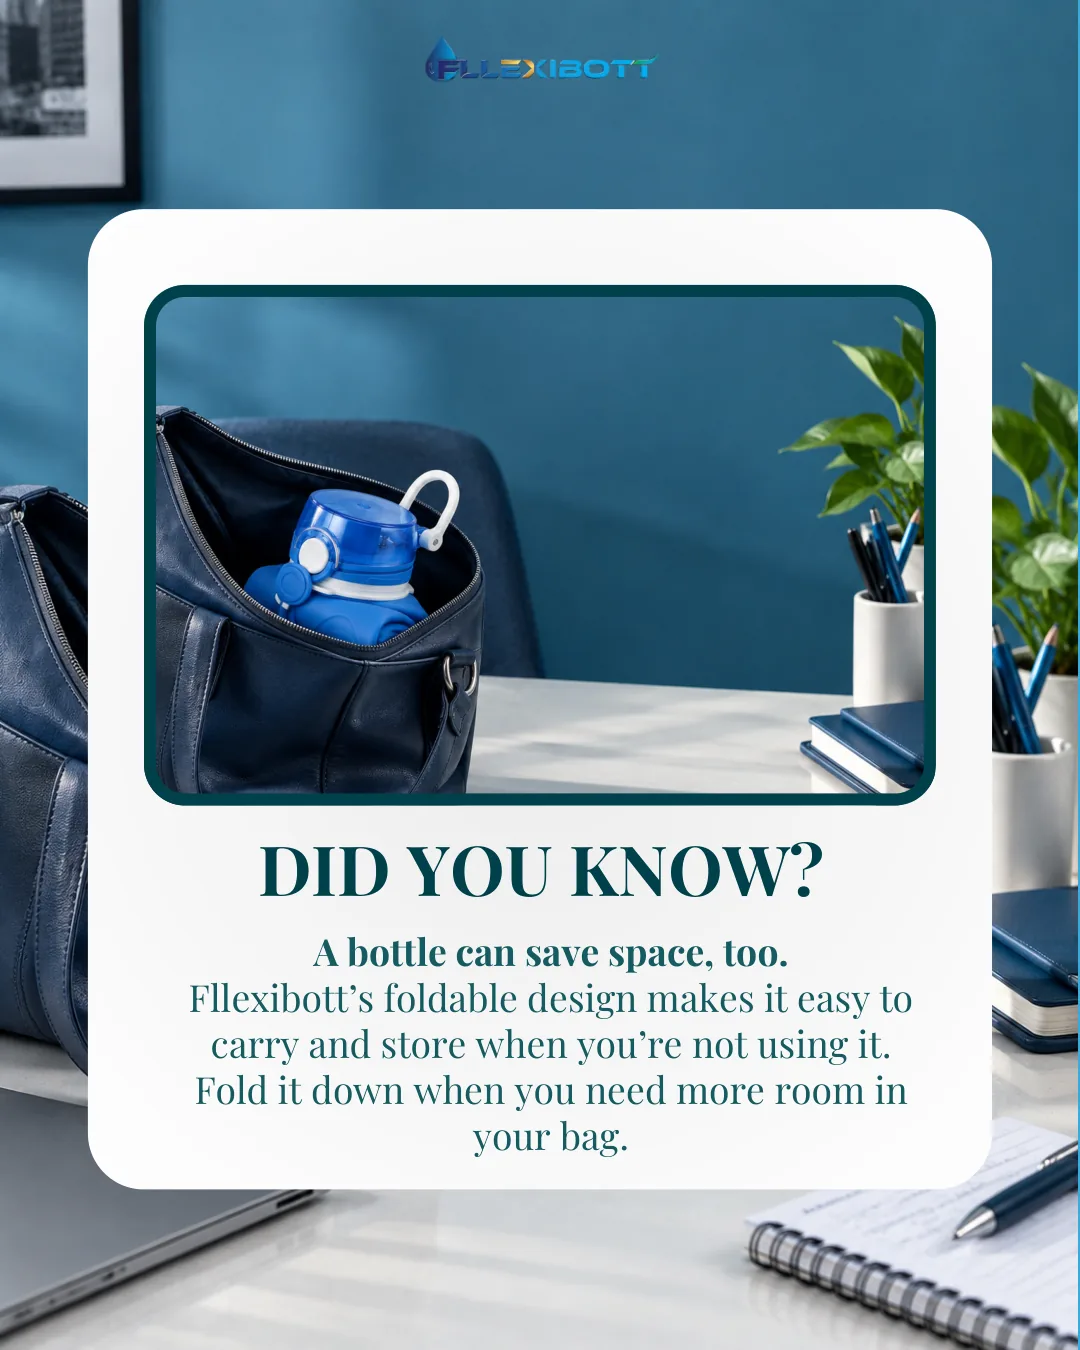 FLLEXIBOTT
DID YOU KNOW?
A bottle can save space, too.
Fllexibott’s foldable design makes it easy to
carry and store when you’re not using it.
Fold it down when you need more room in
your bag.